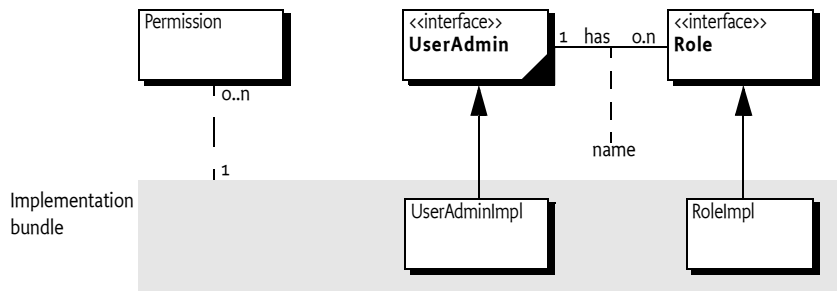 Permission
<<interface>>
UserAdmin
1 has 0.n
<<interface>>
Role
0..n
name
1
Implementation
bundle
UserAdminImpl
RoleImpl